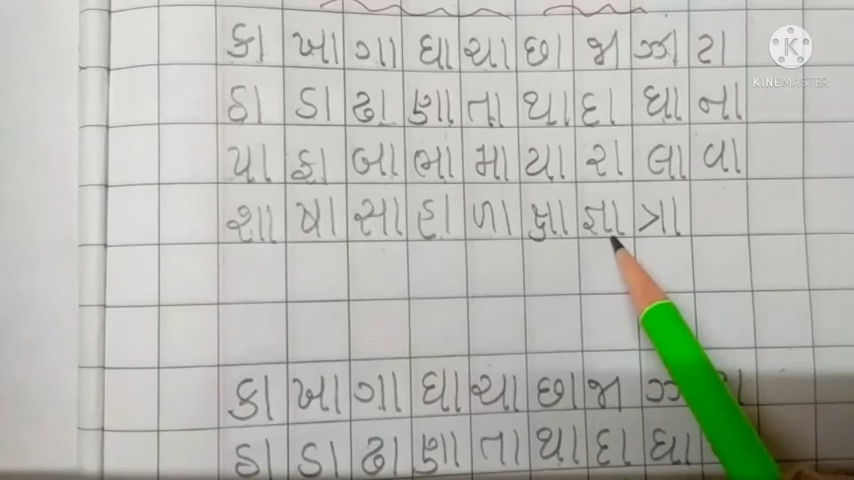 કા ખા ગા ઘા ચા છા જા ઝા ટા
KINEMASTER
ઠા ડા ઢા ણા તા થા દા ધા ના
પા ફા બા ભા મા યા રા લા વા
શા ષા સા હા ળા ક્ષા જ્ઞા ત્રા
કા ખા ગા ઘા ચા છા જા ઝા
ઠા ડા ઢા ણા તા થા દા ધા